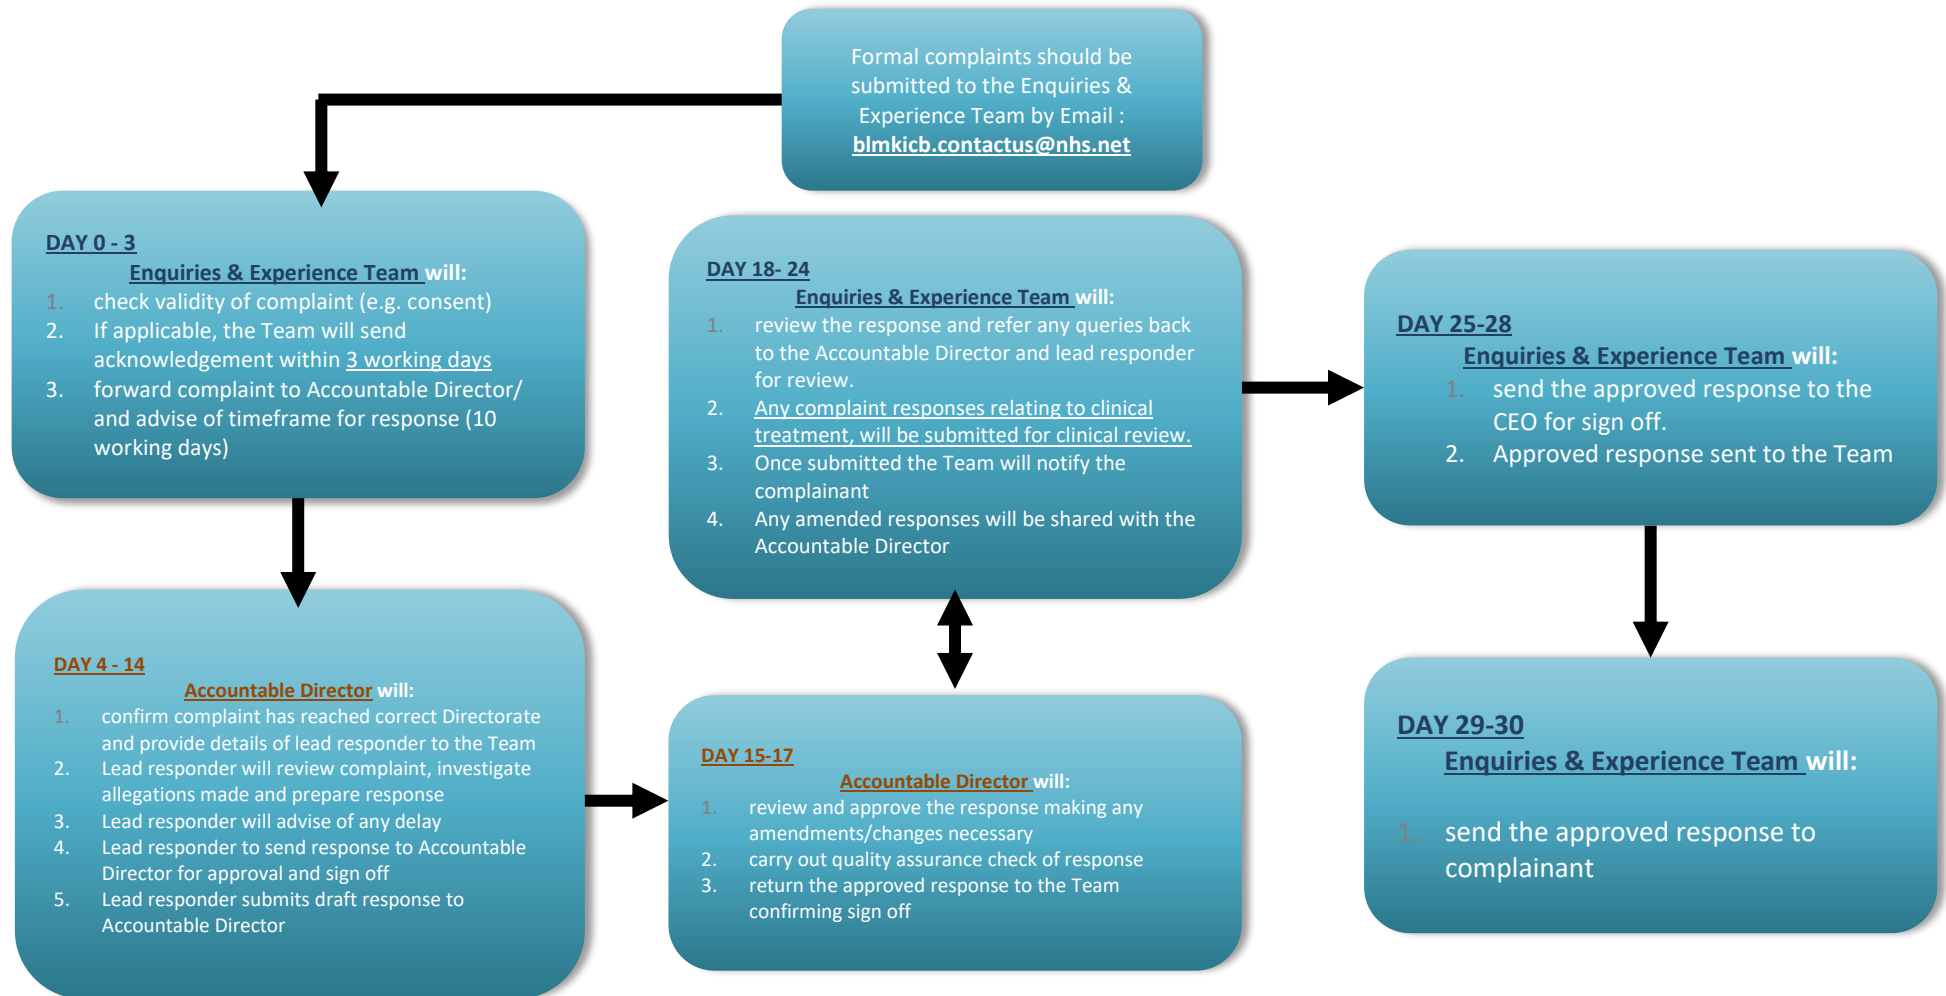 Formal complaints should be
submitted to the Enquiries &
Experience Team by Email :
blmkicb.contactus@nhs.net
DAY 0 - 3
Enquiries & Experience Team will:
1. check validity of complaint (e.g. consent)
2. If applicable, the Team will send
acknowledgement within 3 working days
3. forward complaint to Accountable Director/
and advise of timeframe for response (10
working days)
DAY 4 - 14
Accountable Director will:
1. confirm complaint has reached correct Directorate
and provide details of lead responder to the Team
2. Lead responder will review complaint, investigate
allegations made and prepare response
3. Lead responder will advise of any delay
4. Lead responder to send response to Accountable
Director for approval and sign off
5. Lead responder submits draft response to
Accountable Director
DAY 15-17
Accountable Director will:
1. review and approve the response making any
amendments/changes necessary
2. carry out quality assurance check of response
3. return the approved response to the Team
confirming sign off
DAY 18- 24
Enquiries & Experience Team will:
1. review the response and refer any queries back
to the Accountable Director and lead responder
for review.
2. Any complaint responses relating to clinical
treatment, will be submitted for clinical review.
3. Once submitted the Team will notify the
complainant
4. Any amended responses will be shared with the
Accountable Director
DAY 25-28
Enquiries & Experience Team will:
1. send the approved response to the
CEO for sign off.
2. Approved response sent to the Team
DAY 29-30
Enquiries & Experience Team will:
1. send the approved response to
complainant